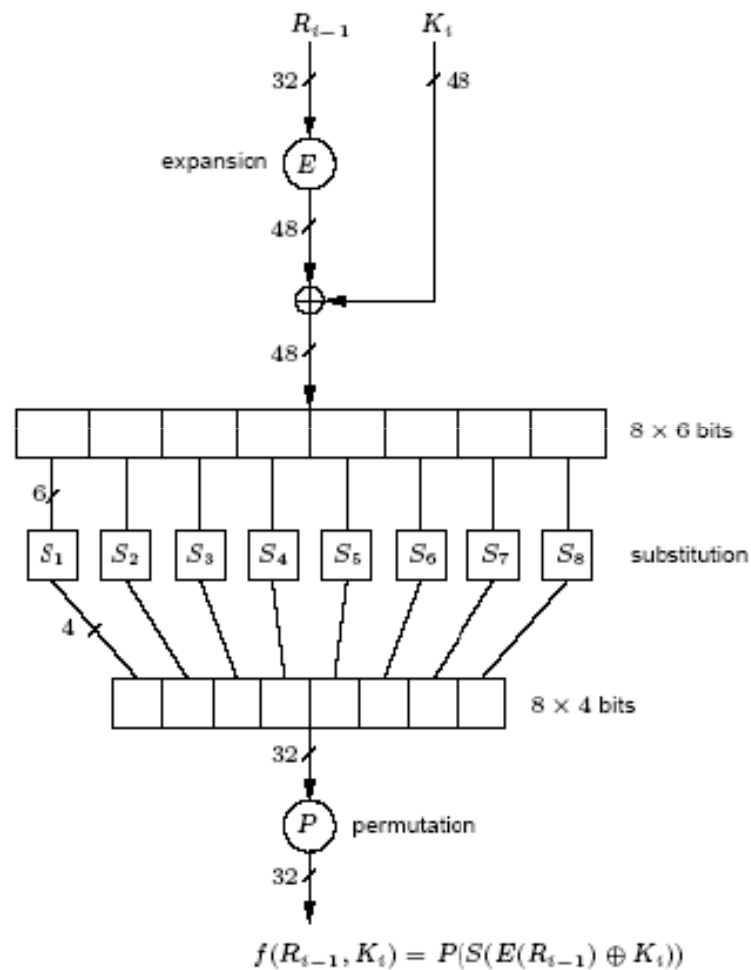 R_{i-1} K_i
32 48
expansion E
48
48
8 × 6 bits
6
S_1 S_2 S_3 S_4 S_5 S_6 S_7 S_8 substitution
4
8 × 4 bits
32
P permutation
32
f(R_{i-1}, K_i) = P(S(E(R_{i-1}) ⊕ K_i))